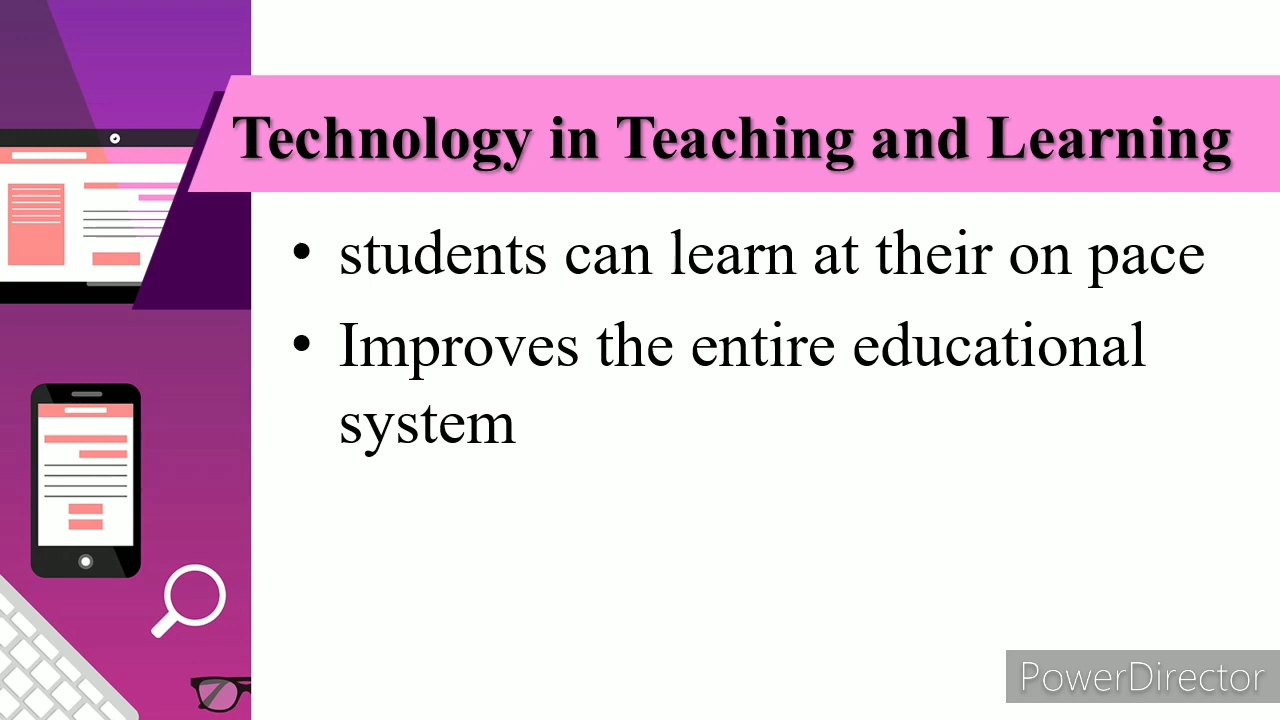 Technology in Teaching and Learning
• students can learn at their on pace
• Improves the entire educational
system
PowerDirector